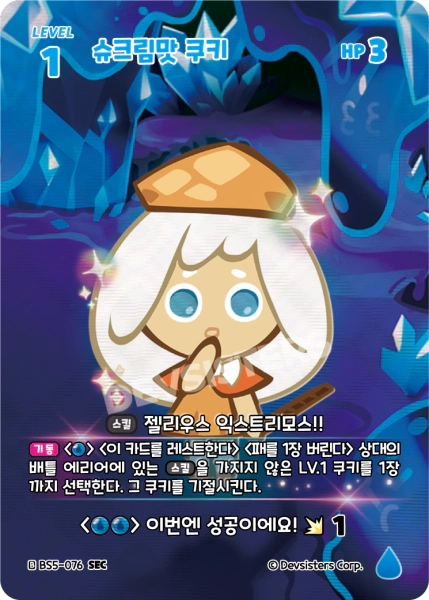 LEVEL
1
슈크림맛 쿠키
HP 3
스킬 젤리우스 익스트리모스!!
기동 < > <이 카드를 레스트한다> <패를 1장 버린다> 상대의
배틀 에리어에 있는 스킬 을 가지지 않은 LV.1 쿠키를 1장
까지 선택한다. 그 쿠키를 기절시킨다.
< > 이번엔 성공이에요! 1
BS5-076 SEC
© Devsisters Corp.